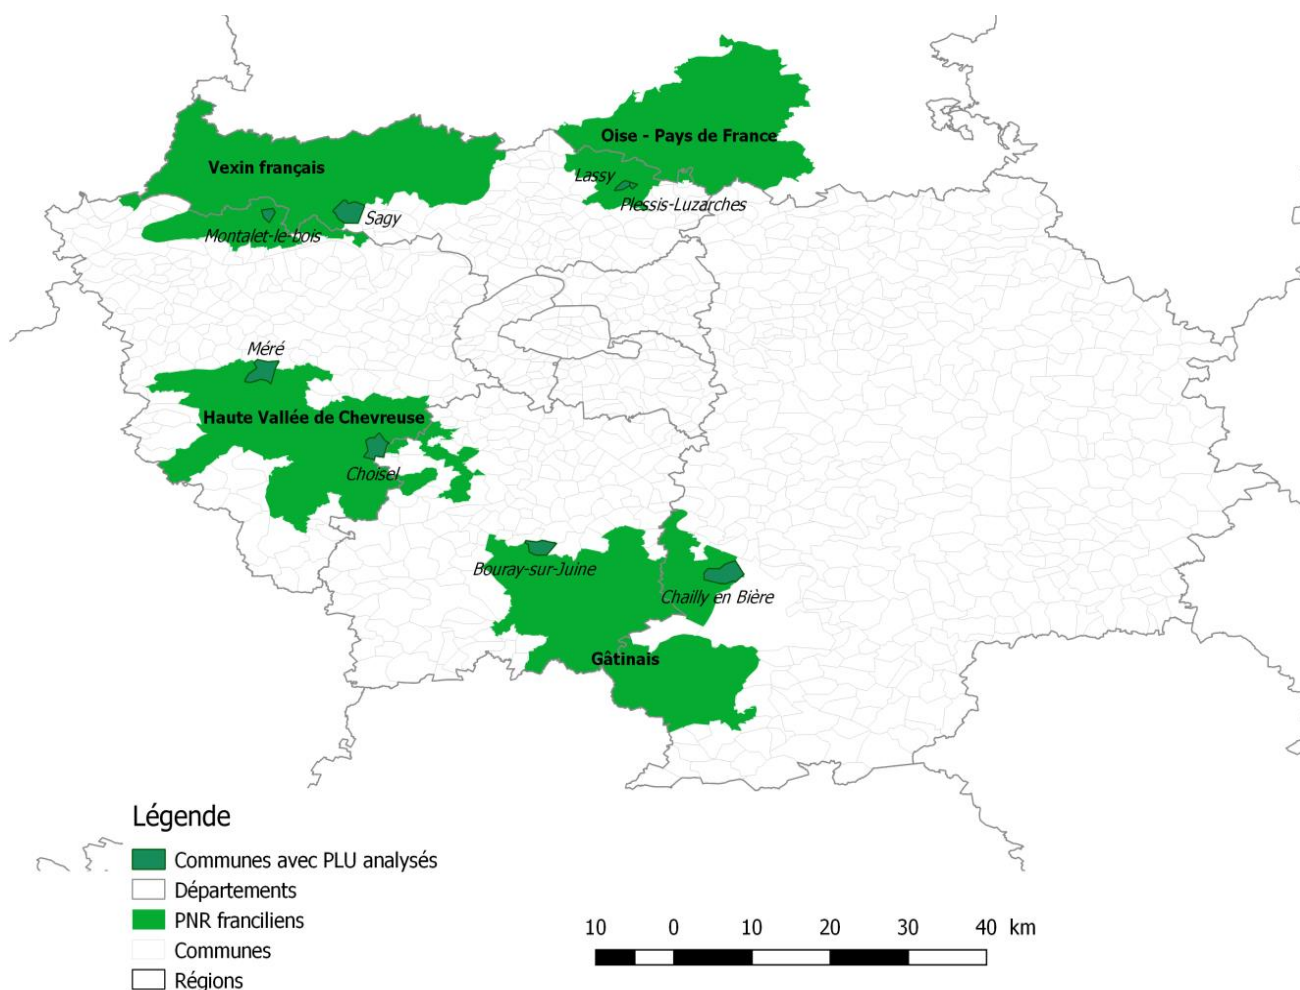 Oise - Pays de France
Vexin français
Lassy
Plessis-Luzarches
Sagy
Montalet-le-bois
Méré
Haute Vallée de Chevreuse
Choisel
Bouray-sur-Juine
Chailly en Bière
Gâtinais
Légende
Communes avec PLU analysés
Départements
PNR franciliens
Communes
Régions
10 0 10 20 30 40 km